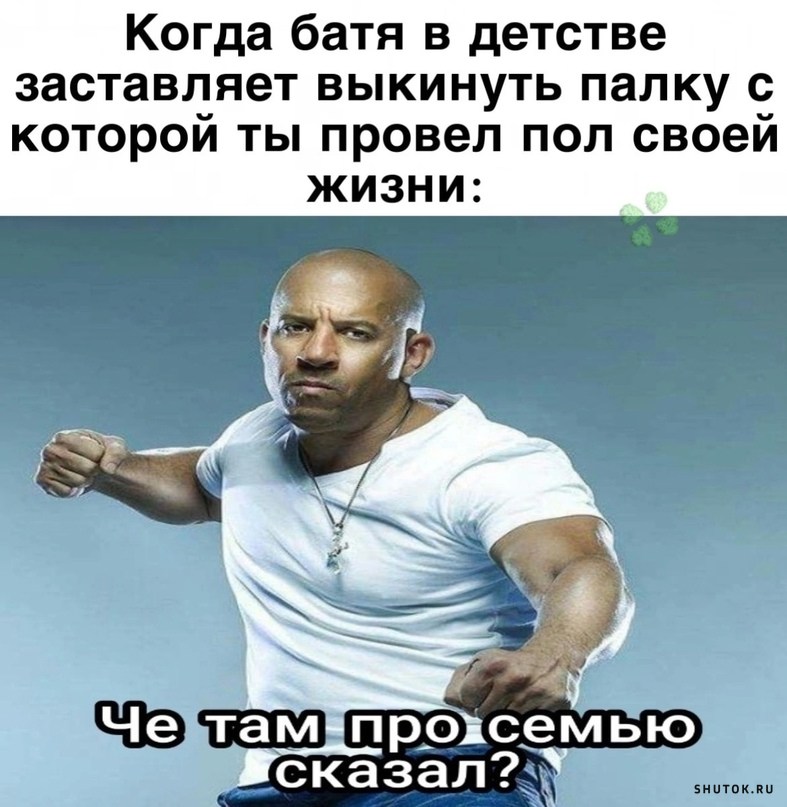 Когда батя в детстве
заставляет выкинуть палку с
которой ты провел пол своей
жизни:
Че там про семью
сказал?
SHUTOK.RU